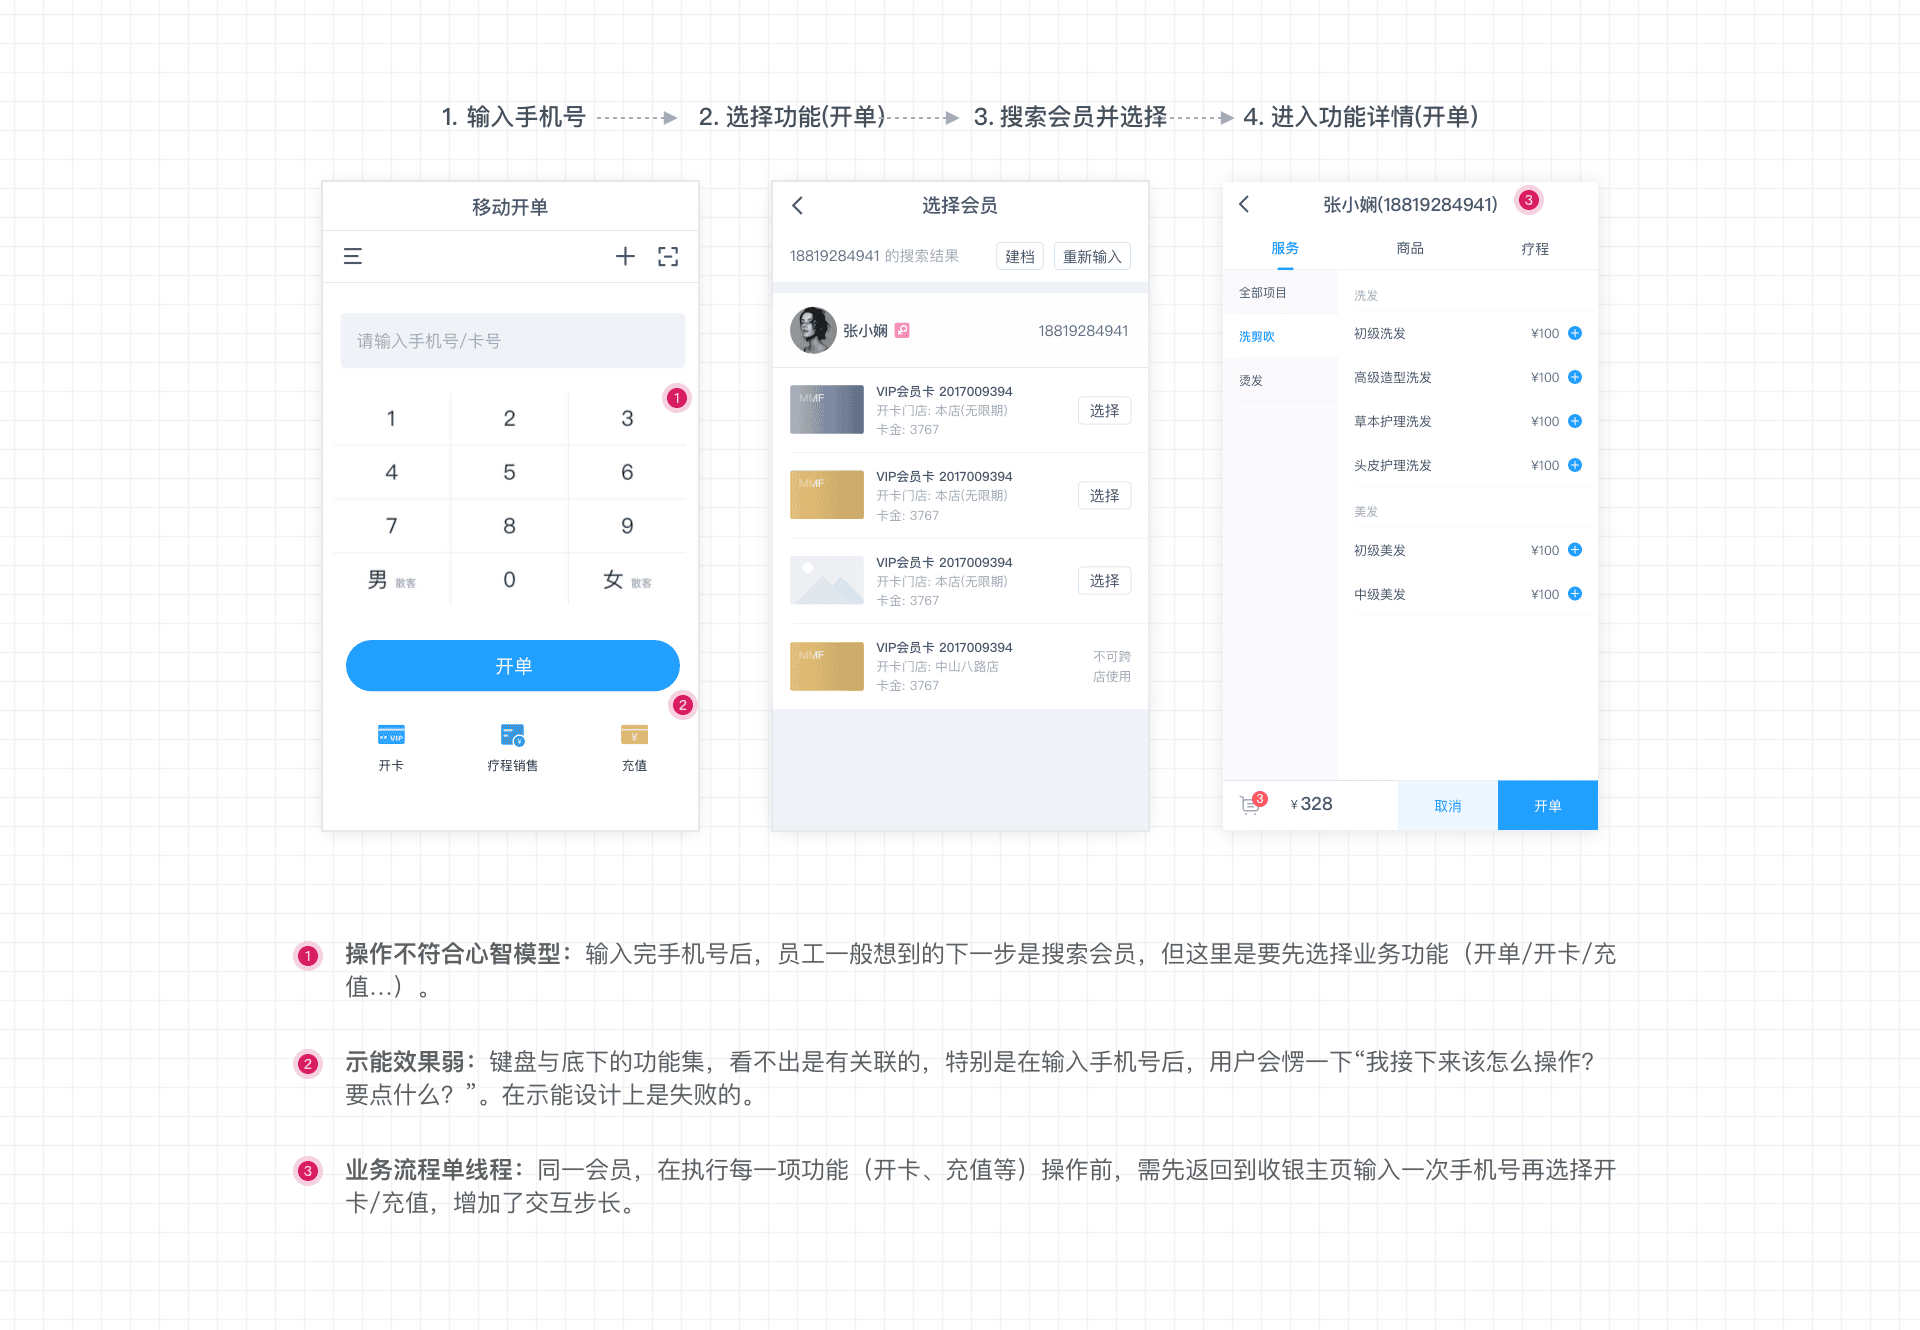 1. 输入手机号
2. 选择功能(开单)
3. 搜索会员并选择
4. 进入功能详情(开单)
移动开单
请输入手机号/卡号
1
1 2 3
4 5 6
7 8 9
男 散客 0 女 散客
开单
2
VIP
¥
¥
开卡 疗程销售 充值
选择会员
18819284941 的搜索结果 建档 重新输入
张小娴 18819284941
MMF
VIP会员卡 2017009394
开卡门店: 本店(无限期)
卡金: 3767
选择
MMF
VIP会员卡 2017009394
开卡门店: 本店(无限期)
卡金: 3767
选择
VIP会员卡 2017009394
开卡门店: 本店(无限期)
卡金: 3767
选择
MMF
VIP会员卡 2017009394
开卡门店: 中山八路店
卡金: 3767
不可跨
店使用
张小娴(18819284941) 3
服务 商品 疗程
全部项目
洗剪吹
烫发
洗发
初级洗发 ¥100
高级造型洗发 ¥100
草本护理洗发 ¥100
头皮护理洗发 ¥100
美发
初级美发 ¥100
中级美发 ¥100
3 ¥ 328 取消 开单
1 操作不符合心智模型：输入完手机号后，员工一般想到的下一步是搜索会员，但这里是要先选择业务功能（开单/开卡/充
值...）。
2 示能效果弱：键盘与底下的功能集，看不出是有关联的，特别是在输入手机号后，用户会愣一下“我接下来该怎么操作？
要点什么？”。在示能设计上是失败的。
3 业务流程单线程：同一会员，在执行每一项功能（开卡、充值等）操作前，需先返回到收银主页输入一次手机号再选择开
卡/充值，增加了交互步长。